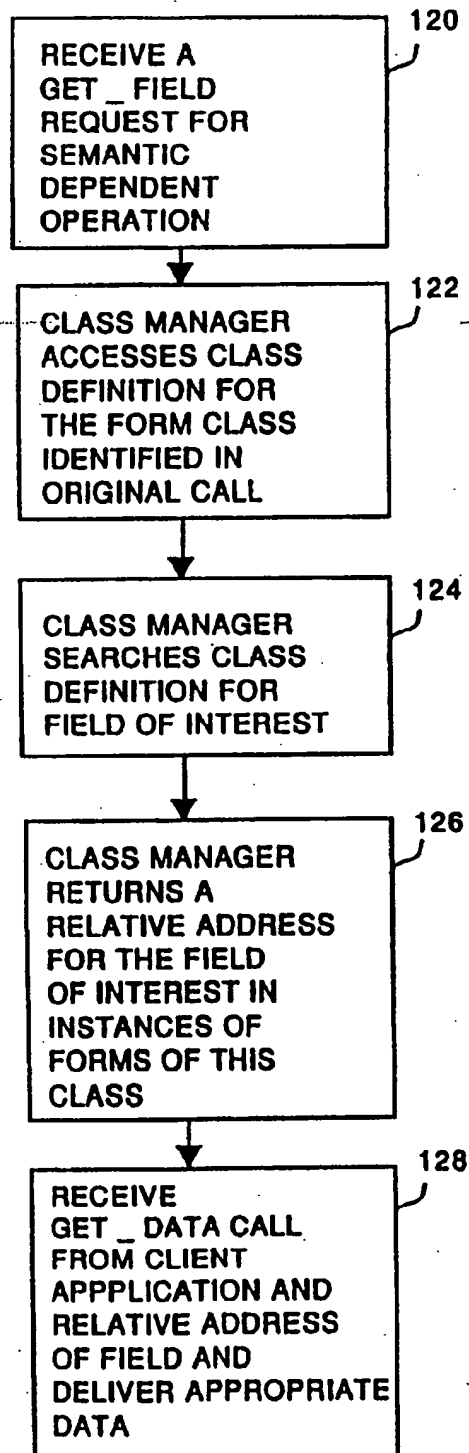 120
RECEIVE A
GET _ FIELD
REQUEST FOR
SEMANTIC
DEPENDENT
OPERATION
122
CLASS MANAGER
ACCESSES CLASS
DEFINITION FOR
THE FORM CLASS
IDENTIFIED IN
ORIGINAL CALL
124
CLASS MANAGER
SEARCHES CLASS
DEFINITION FOR
FIELD OF INTEREST
126
CLASS MANAGER
RETURNS A
RELATIVE ADDRESS
FOR THE FIELD
OF INTEREST IN
INSTANCES OF
FORMS OF THIS
CLASS
128
RECEIVE
GET _ DATA CALL
FROM CLIENT
APPPLICATION AND
RELATIVE ADDRESS
OF FIELD AND
DELIVER APPROPRIATE
DATA